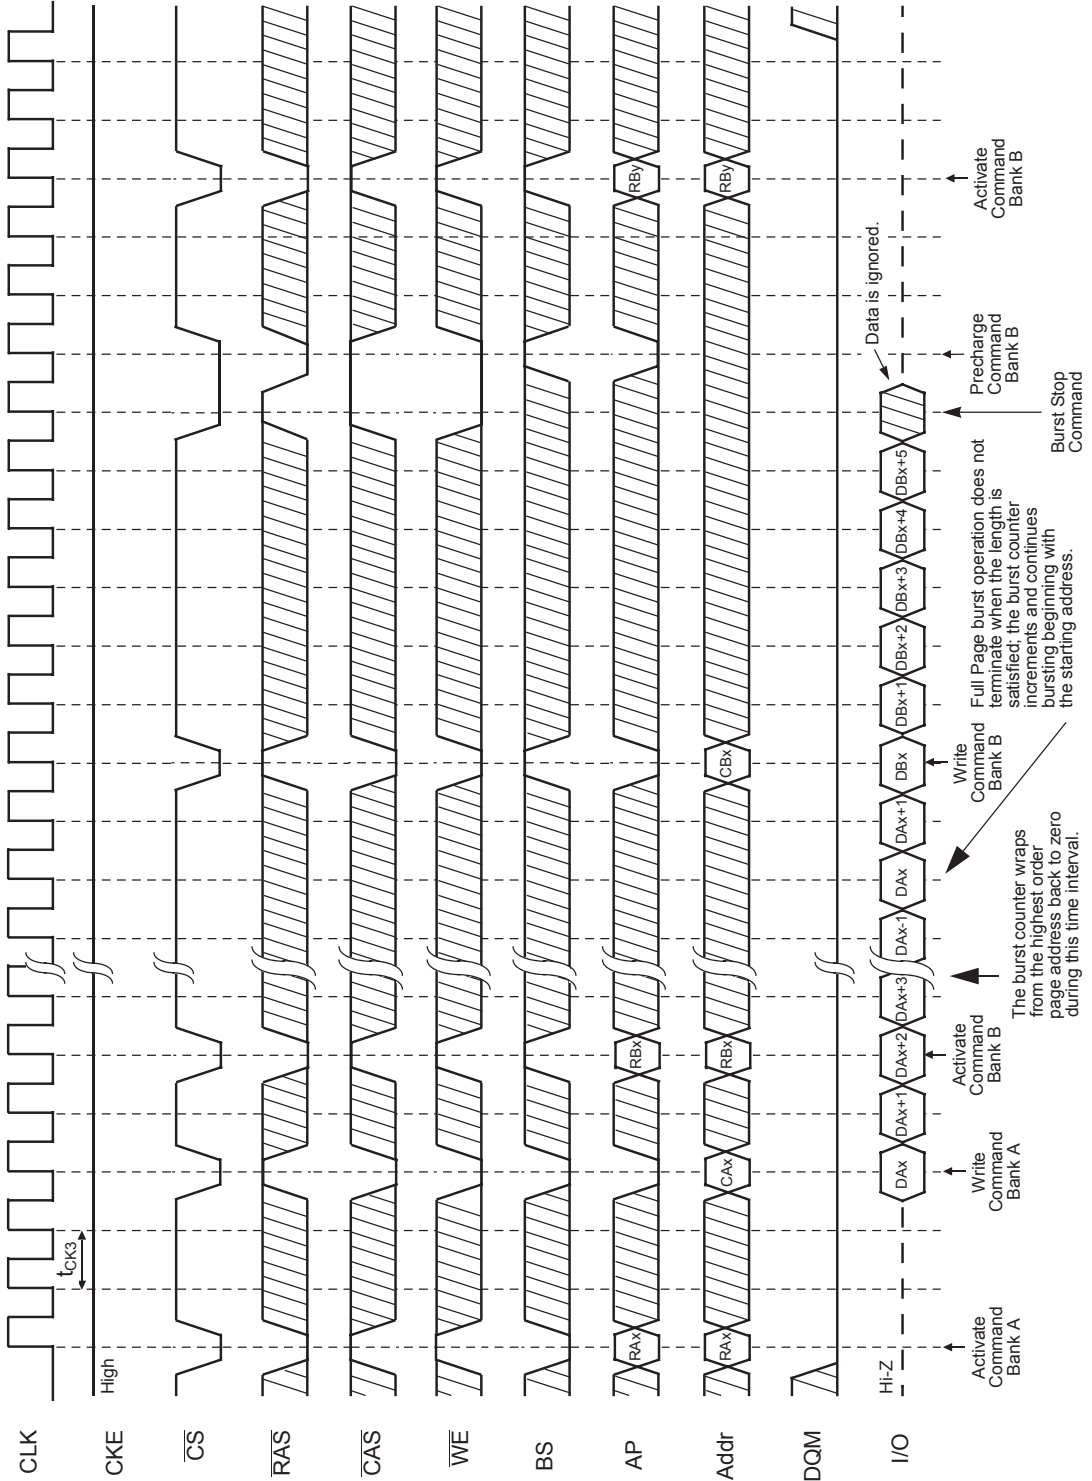 CLK
CKE
High
tCK3
CS
RAS
CAS
WE
BS
AP
RAx
RBx
RBy
Addr
RAx
CAx
RBx
CBx
RBy
DQM
I/O
Hi-Z
DAx
DAx+1
DAx+2
DAx+3
DAx-1
DAx
DAx+1
DBx
DBx+1
DBx+2
DBx+3
DBx+4
DBx+5
Data is ignored.
Activate
Command
Bank A
Write
Command
Bank A
Activate
Command
Bank B
The burst counter wraps
from the highest order
page address back to zero
during this time interval.
Write
Command
Bank B
Full Page burst operation does not
terminate when the length is
satisfied; the burst counter
increments and continues
bursting beginning with
the starting address.
Burst Stop
Command
Precharge
Command
Bank B
Activate
Command
Bank B